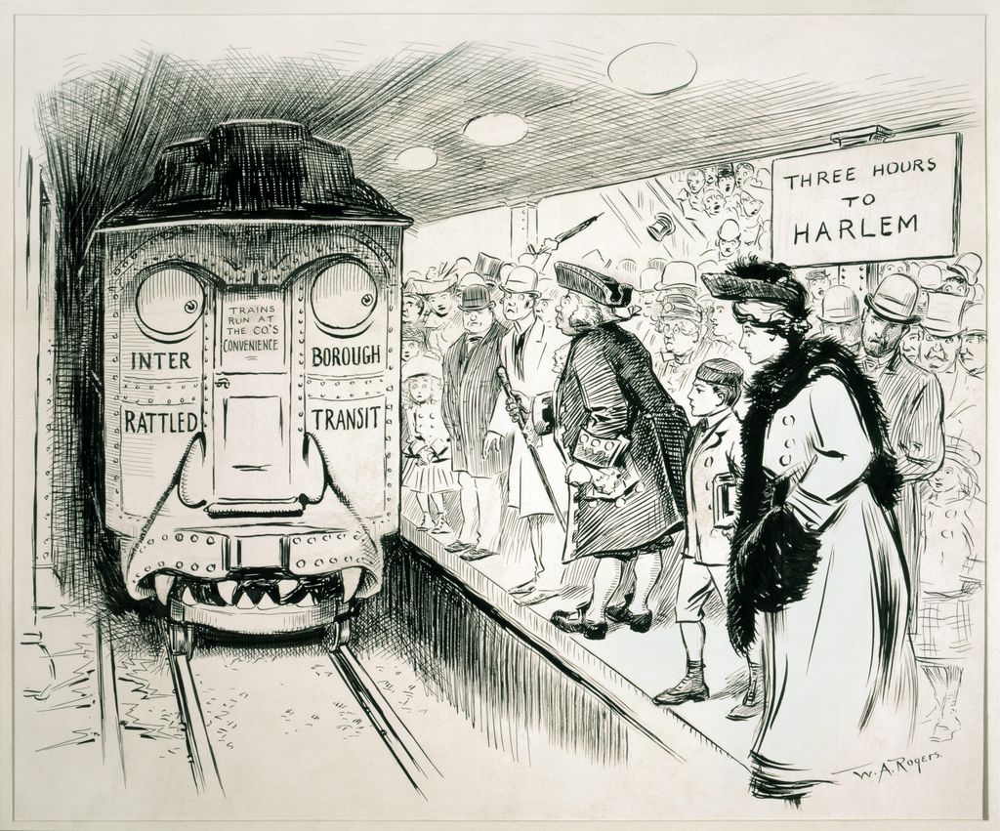 TRAINS
RUN AT
THE CO.'S
CONVENIENCE
INTER BOROUGH
RATTLED TRANSIT
THREE HOURS
TO
HARLEM
W. A. Rogers.